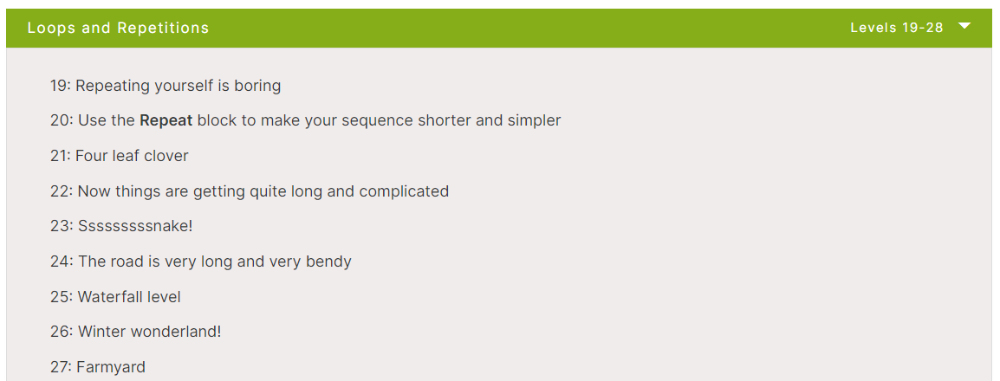 Loops and Repetitions Levels 19-28
19: Repeating yourself is boring
20: Use the Repeat block to make your sequence shorter and simpler
21: Four leaf clover
22: Now things are getting quite long and complicated
23: Sssssssssnake!
24: The road is very long and very bendy
25: Waterfall level
26: Winter wonderland!
27: Farmyard